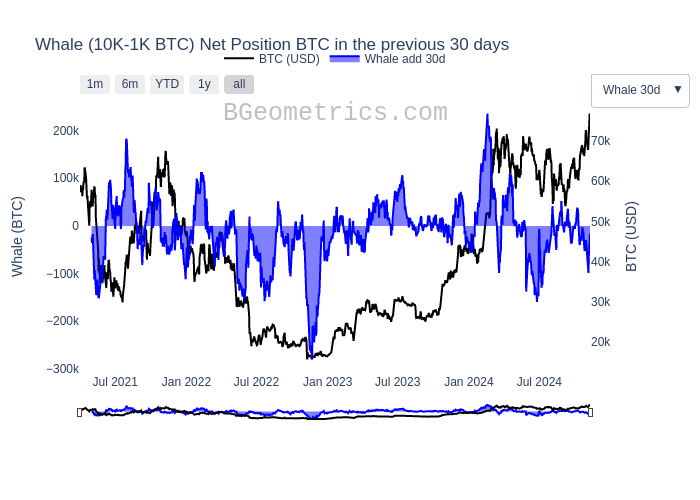 Whale (10K-1K BTC) Net Position BTC in the previous 30 days
BTC (USD) Whale add 30d
1m 6m YTD 1y all
Whale 30d ▼
BGeometrics.com
200k
100k
0
−100k
−200k
−300k
Whale (BTC)
70k
60k
50k
40k
30k
20k
BTC (USD)
Jul 2021 Jan 2022 Jul 2022 Jan 2023 Jul 2023 Jan 2024 Jul 2024